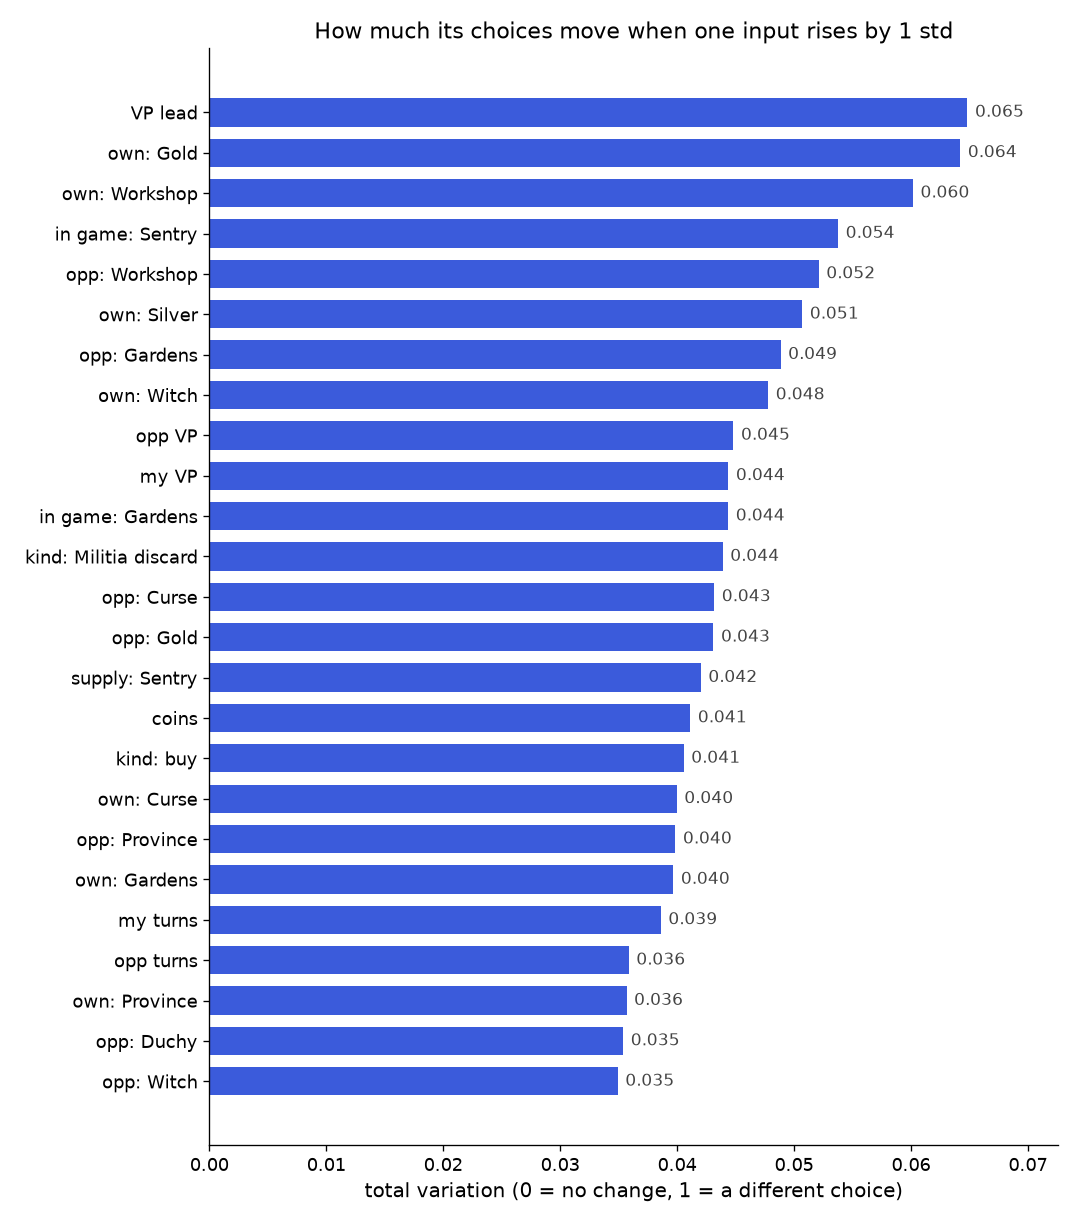 How much its choices move when one input rises by 1 std
VP lead 0.065
own: Gold 0.064
own: Workshop 0.060
in game: Sentry 0.054
opp: Workshop 0.052
own: Silver 0.051
opp: Gardens 0.049
own: Witch 0.048
opp VP 0.045
my VP 0.044
in game: Gardens 0.044
kind: Militia discard 0.044
opp: Curse 0.043
opp: Gold 0.043
supply: Sentry 0.042
coins 0.041
kind: buy 0.041
own: Curse 0.040
opp: Province 0.040
own: Gardens 0.040
my turns 0.039
opp turns 0.036
own: Province 0.036
opp: Duchy 0.035
opp: Witch 0.035
0.00 0.01 0.02 0.03 0.04 0.05 0.06 0.07
total variation (0 = no change, 1 = a different choice)